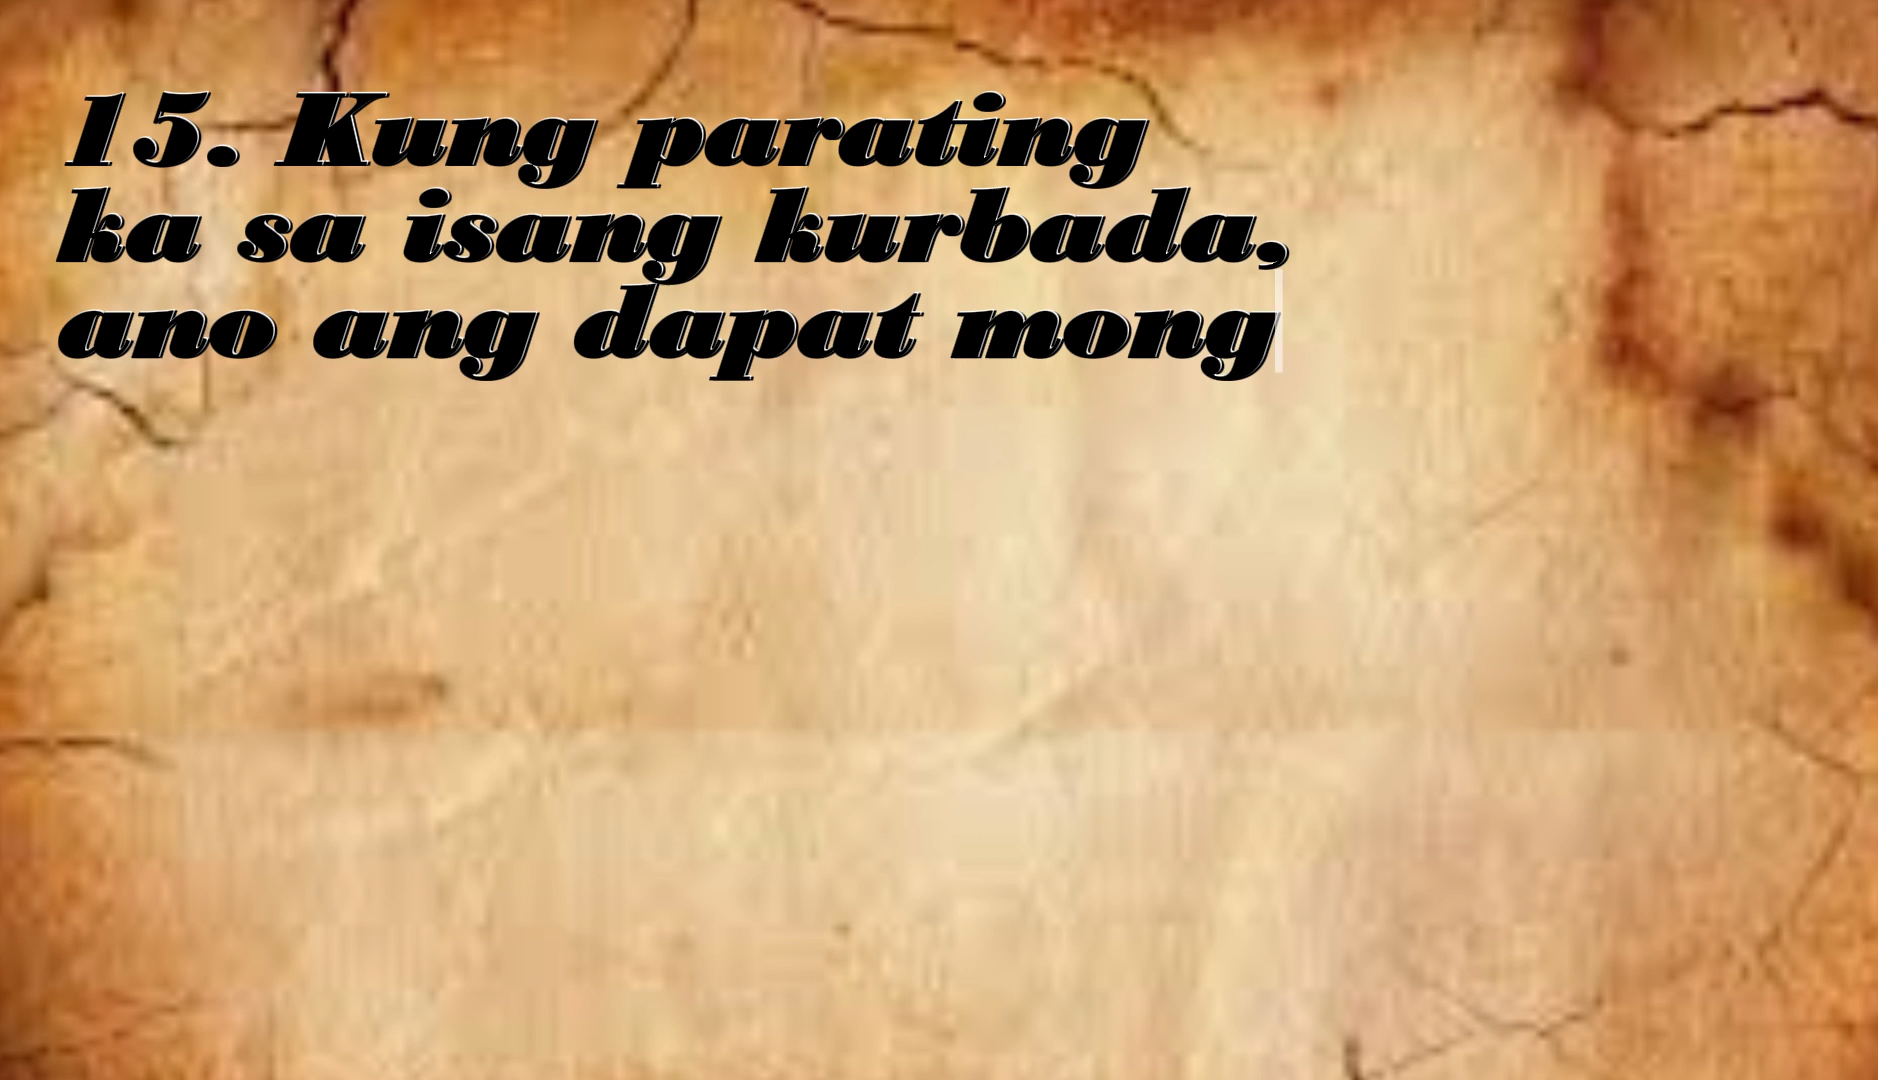 15. Kung parating
ka sa isang kurbada,
ano ang dapat mong